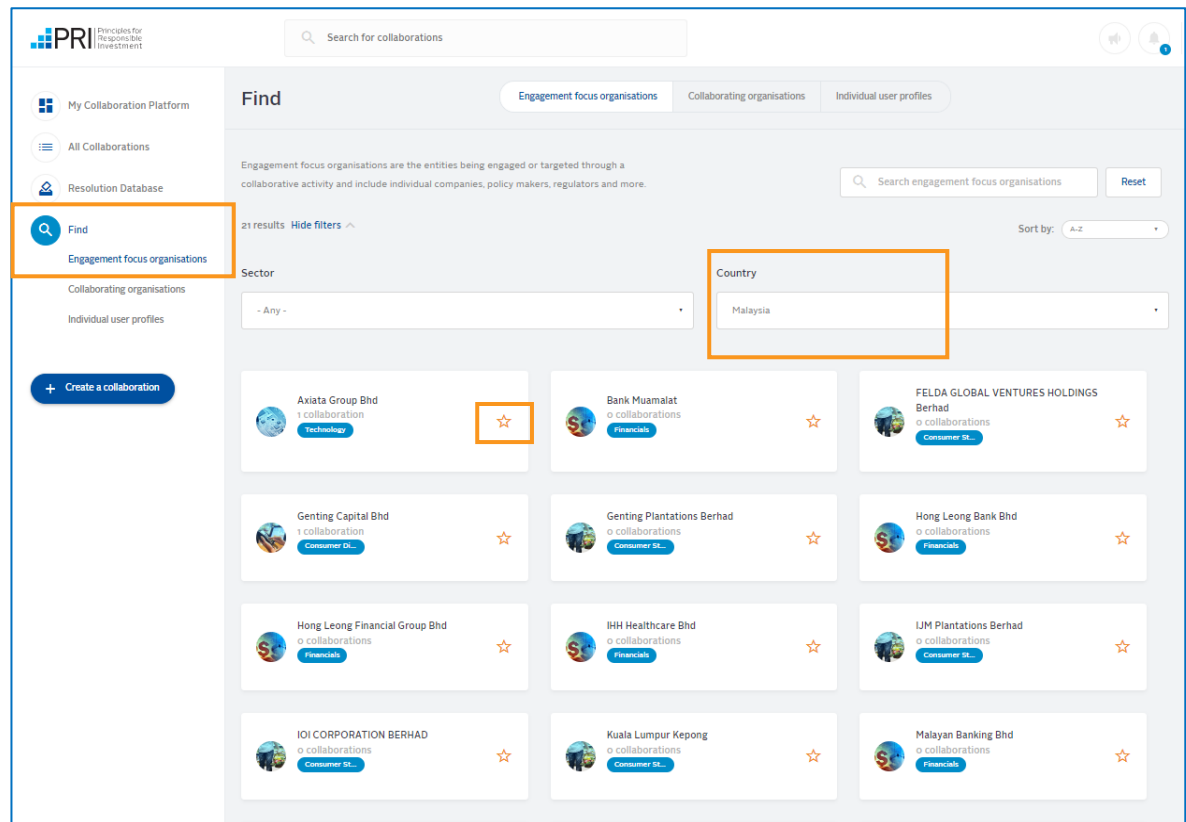 PRI Principles for
Responsible
Investment
Search for collaborations
1
My Collaboration Platform
All Collaborations
Resolution Database
Find
Engagement focus organisations
Collaborating organisations
Individual user profiles
+ Create a collaboration
Find
Engagement focus organisations Collaborating organisations Individual user profiles
Engagement focus organisations are the entities being engaged or targeted through a
collaborative activity and include individual companies, policy makers, regulators and more.
Search engagement focus organisations Reset
21 results Hide filters
Sort by: A-Z
Sector
- Any -
Country
Malaysia
Axiata Group Bhd
1 collaboration
Technology
Bank Muamalat
0 collaborations
Financials
FELDA GLOBAL VENTURES HOLDINGS
Berhad
0 collaborations
Consumer St...
Genting Capital Bhd
1 collaboration
Consumer Di...
Genting Plantations Berhad
0 collaborations
Consumer St...
Hong Leong Bank Bhd
0 collaborations
Financials
Hong Leong Financial Group Bhd
0 collaborations
Financials
IHH Healthcare Bhd
0 collaborations
Financials
IJM Plantations Berhad
0 collaborations
Consumer St...
IOI CORPORATION BERHAD
0 collaborations
Consumer St...
Kuala Lumpur Kepong
0 collaborations
Consumer St...
Malayan Banking Bhd
0 collaborations
Financials